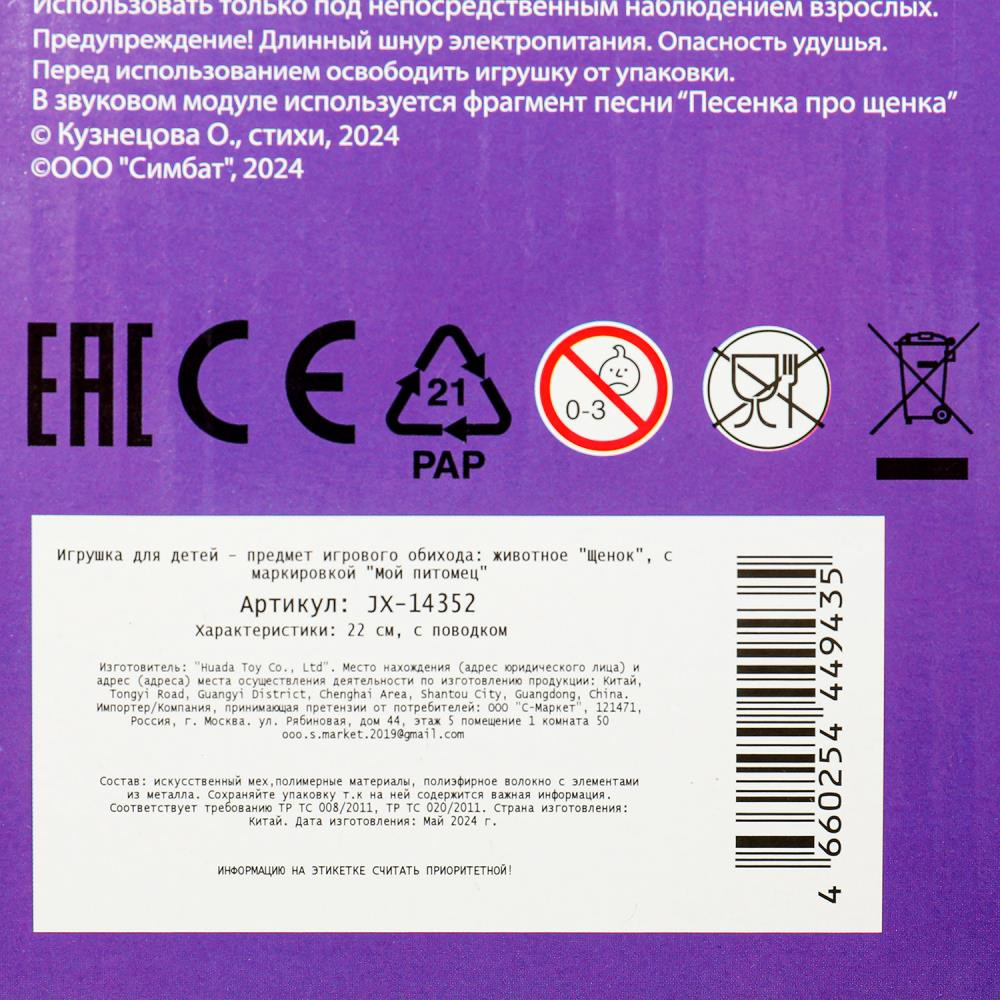 Использовать только под непосредственным наблюдением взрослых.
Предупреждение! Длинный шнур электропитания. Опасность удушья.
Перед использованием освободить игрушку от упаковки.
В звуковом модуле используется фрагмент песни “Песенка про щенка”
© Кузнецова О., стихи, 2024
©ООО "Симбат", 2024
EAC CE
21
PAP
0-3
Игрушка для детей - предмет игрового обихода: животное "Щенок", с
маркировкой "Мой питомец"
Артикул: JX-14352
Характеристики: 22 см, с поводком
Изготовитель: "Huada Toy Co., Ltd". Место нахождения (адрес юридического лица) и
адрес (адреса) места осуществления деятельности по изготовлению продукции: Китай,
Tongyi Road, Guangyi District, Chenghai Area, Shantou City, Guangdong, China.
Импортер/Компания, принимающая претензии от потребителей: ООО "С-Маркет", 121471,
Россия, г. Москва. ул. Рябиновая, дом 44, этаж 5 помещение 1 комната 50
ooo.s.market.2019@gmail.com
Состав: искусственный мех,полимерные материалы, полиэфирное волокно с элементами
из металла. Сохраняйте упаковку т.к на ней содержится важная информация.
Соответствует требованию ТР ТС 008/2011, ТР ТС 020/2011. Страна изготовления:
Китай. Дата изготовления: Май 2024 г.
ИНФОРМАЦИЮ НА ЭТИКЕТКЕ СЧИТАТЬ ПРИОРИТЕТНОЙ!
4 660254 449435